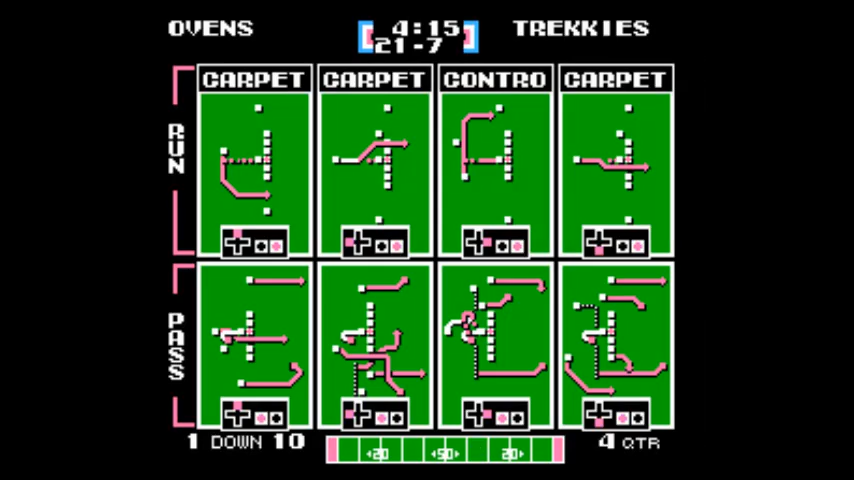 OVENS 4:15 TREKKIES
21-7
CARPET CARPET CONTRO CARPET
RUN
PASS
1 DOWN 10 4 QTR
20 50 20